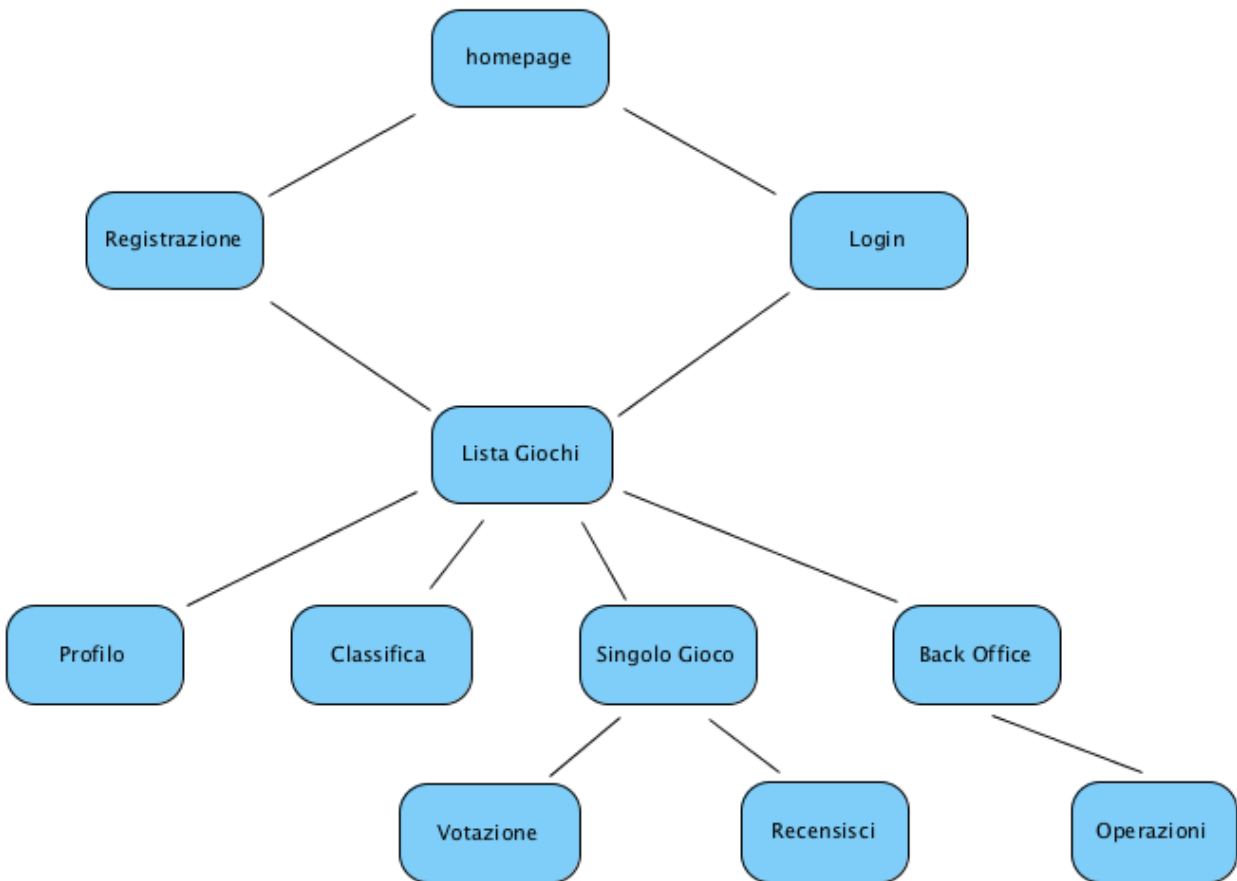 homepage
Registrazione
Login
Lista Giochi
Profilo
Classifica
Singolo Gioco
Back Office
Votazione
Recensisci
Operazioni